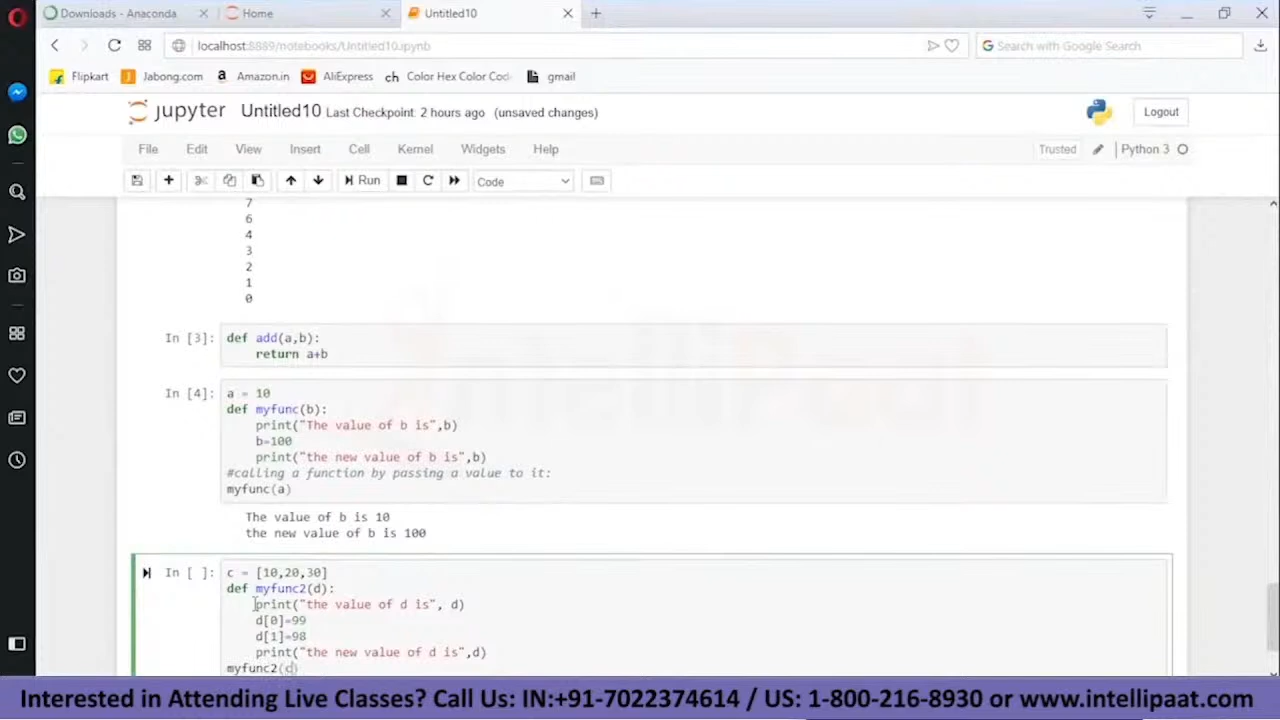 Downloads - Anaconda
Home
Untitled10
localhost:8889/notebooks/Untitled10.ipynb
Search with Google Search
Flipkart
Jabong.com
Amazon.in
AliExpress
ch Color Hex Color Cod
gmail
jupyter Untitled10 Last Checkpoint: 2 hours ago (unsaved changes)
Logout
File Edit View Insert Cell Kernel Widgets Help
Trusted
Python 3
Run
Code
7
6
4
3
2
1
0
In [3]: def add(a,b):
return a+b
In [4]: a = 10
def myfunc(b):
print("The value of b is",b)
b=100
print("the new value of b is",b)
#calling a function by passing a value to it:
myfunc(a)
The value of b is 10
the new value of b is 100
In [ ]: c = [10,20,30]
def myfunc2(d):
print("the value of d is", d)
d[0]=99
d[1]=98
print("the new value of d is",d)
myfunc2(c)
IntelliPaat
Interested in Attending Live Classes? Call Us: IN:+91-7022374614 / US: 1-800-216-8930 or www.intellipaat.com